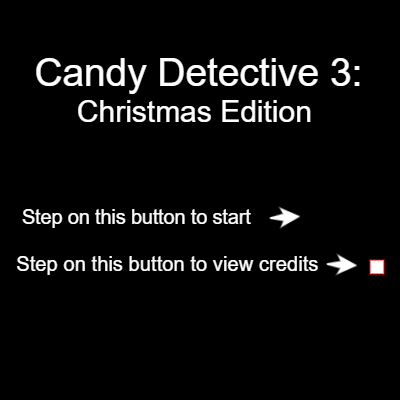 Candy Detective 3:
Christmas Edition
Step on this button to start
Step on this button to view credits